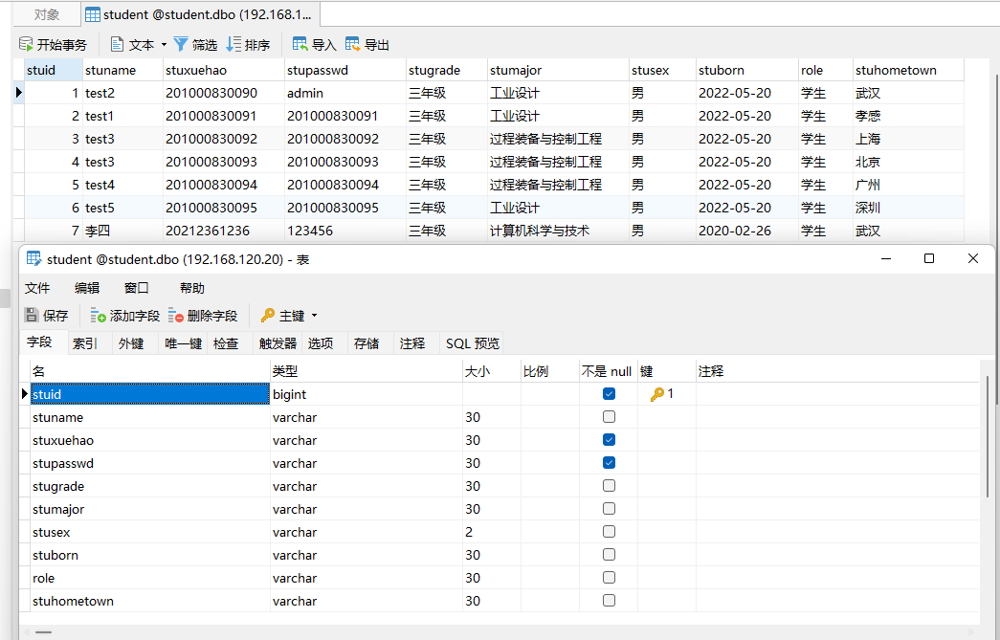 对象 student @student.dbo (192.168.1...
开始事务 文本 筛选 排序 导入 导出
stuid stuname stuxuehao stupasswd stugrade stumajor stusex stuborn role stuhometown
1 test2 201000830090 admin 三年级 工业设计 男 2022-05-20 学生 武汉
2 test1 201000830091 201000830091 三年级 工业设计 男 2022-05-20 学生 孝感
3 test3 201000830092 201000830092 三年级 过程装备与控制工程 男 2022-05-20 学生 上海
4 test3 201000830093 201000830093 三年级 过程装备与控制工程 男 2022-05-20 学生 北京
5 test4 201000830094 201000830094 三年级 过程装备与控制工程 男 2022-05-20 学生 广州
6 test5 201000830095 201000830095 三年级 工业设计 男 2022-05-20 学生 深圳
7 李四 20212361236 123456 三年级 计算机科学与技术 男 2020-02-26 学生 武汉
student @student.dbo (192.168.120.20) - 表
文件 编辑 窗口 帮助
保存 添加字段 删除字段 主键
字段 索引 外键 唯一键 检查 触发器 选项 存储 注释 SQL 预览
名 类型 大小 比例 不是 null 键 注释
stuid bigint 1
stuname varchar 30
stuxuehao varchar 30
stupasswd varchar 30
stugrade varchar 30
stumajor varchar 30
stusex varchar 2
stuborn varchar 30
role varchar 30
stuhometown varchar 30